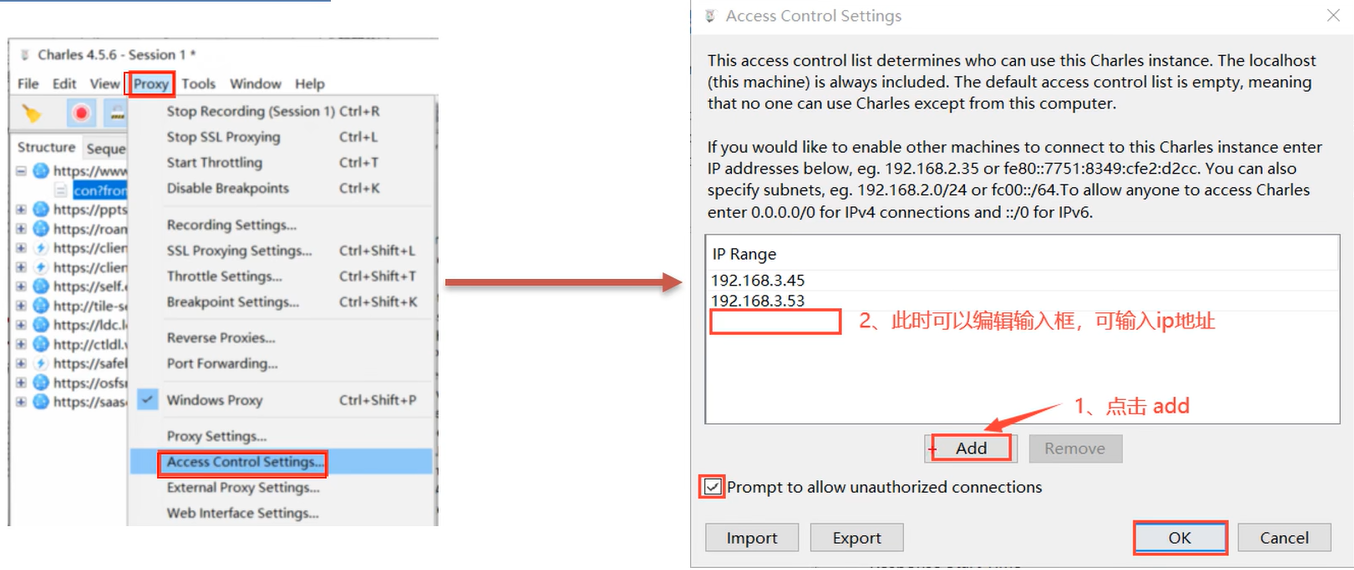 Charles 4.5.6 - Session 1 *
File Edit View Proxy Tools Window Help
Stop Recording (Session 1) Ctrl+R
Stop SSL Proxying Ctrl+L
Start Throttling Ctrl+T
Disable Breakpoints Ctrl+K
Recording Settings...
SSL Proxying Settings... Ctrl+Shift+L
Throttle Settings... Ctrl+Shift+T
Breakpoint Settings... Ctrl+Shift+K
Reverse Proxies...
Port Forwarding...
Windows Proxy Ctrl+Shift+P
Proxy Settings...
Access Control Settings...
External Proxy Settings...
Web Interface Settings...
Structure Seque
https://www
con?fron
https://ppts
https://roan
https://clien
https://clien
https://self.e
http://tile-se
https://ldc.l
http://ctldl.v
https://safel
https://osfsr
https://saas
Access Control Settings
This access control list determines who can use this Charles instance. The localhost
(this machine) is always included. The default access control list is empty, meaning
that no one can use Charles except from this computer.
If you would like to enable other machines to connect to this Charles instance enter
IP addresses below, eg. 192.168.2.35 or fe80::7751:8349:cfe2:d2cc. You can also
specify subnets, eg. 192.168.2.0/24 or fc00::/64.To allow anyone to access Charles
enter 0.0.0.0/0 for IPv4 connections and ::/0 for IPv6.
IP Range
192.168.3.45
192.168.3.53
2、此时可以编辑输入框，可输入ip地址
1、点击 add
Add Remove
Prompt to allow unauthorized connections
Import Export OK Cancel